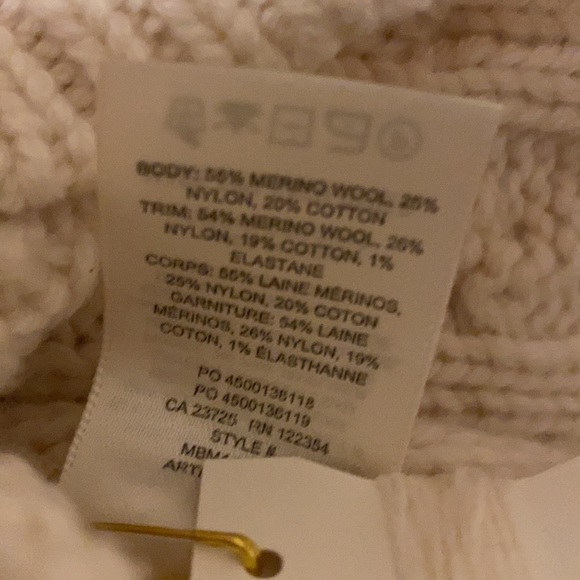 BODY: 55% MERINO WOOL, 25%
NYLON, 20% COTTON
TRIM: 54% MERINO WOOL, 26%
NYLON, 19% COTTON, 1%
ELASTANE
CORPS: 55% LAINE MÉRINOS,
25% NYLON, 20% COTON
GARNITURE: 54% LAINE
MÉRINOS, 26% NYLON, 19%
COTON, 1% ÉLASTHANNE
PO 4500136118
PO 4500136119
CA 23725 RN 122354
STYLE #